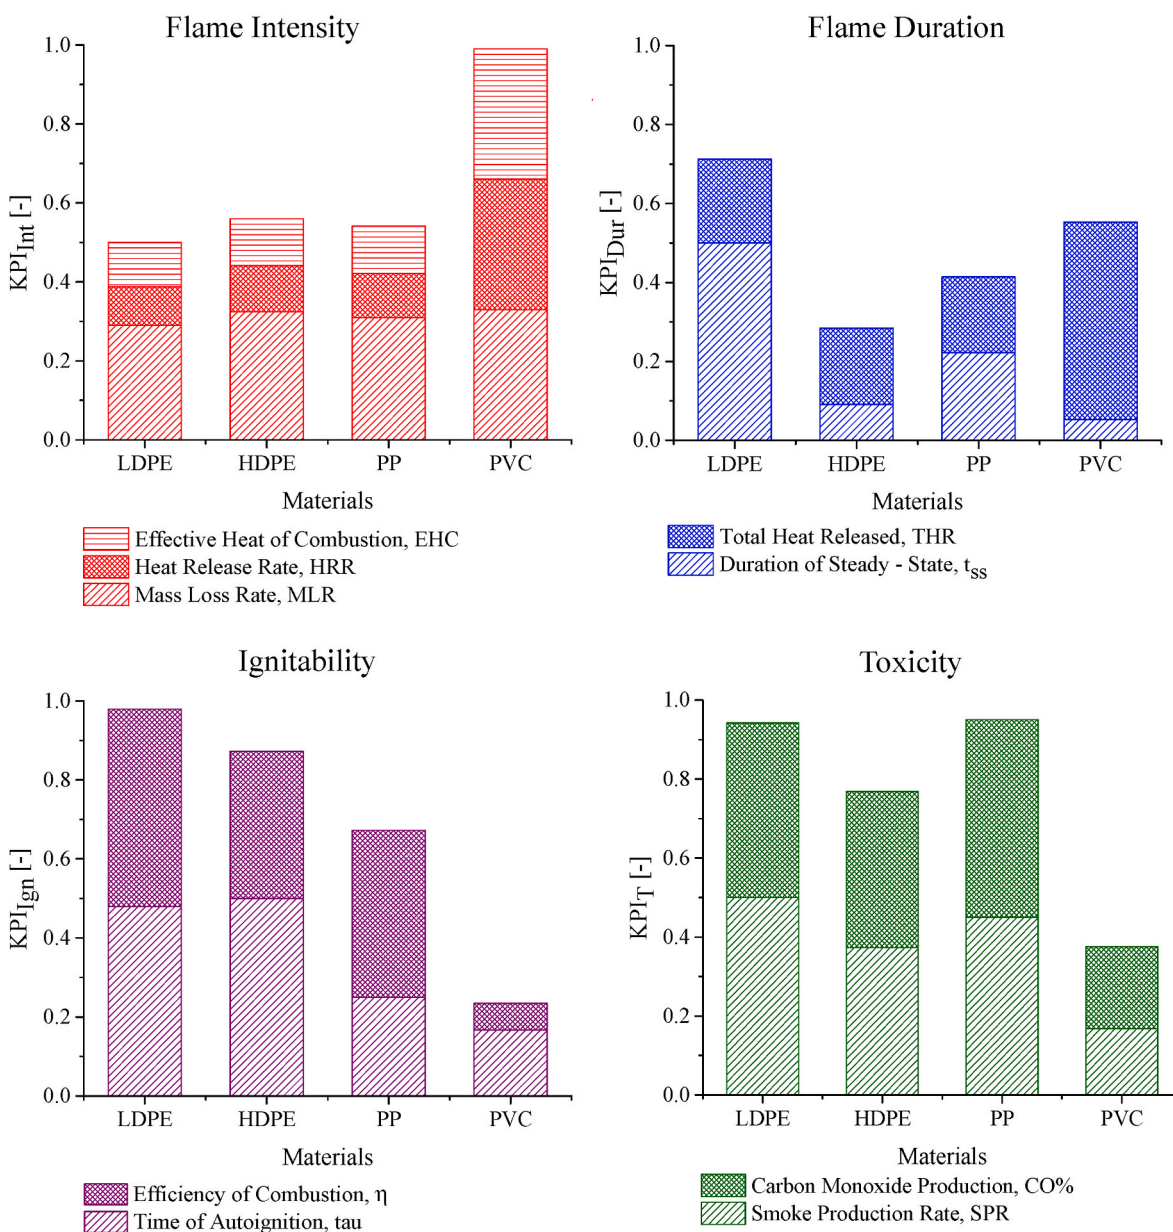 Flame Intensity
1.0
0.8
0.6
0.4
0.2
0.0
KPI_Int [-]
LDPE HDPE PP PVC
Materials
Effective Heat of Combustion, EHC
Heat Release Rate, HRR
Mass Loss Rate, MLR
Flame Duration
1.0
0.8
0.6
0.4
0.2
0.0
KPI_Dur [-]
LDPE HDPE PP PVC
Materials
Total Heat Released, THR
Duration of Steady - State, t_ss
Ignitability
1.0
0.8
0.6
0.4
0.2
0.0
KPI_Ign [-]
LDPE HDPE PP PVC
Materials
Efficiency of Combustion, η
Time of Autoignition, tau
Toxicity
1.0
0.8
0.6
0.4
0.2
0.0
KPI_T [-]
LDPE HDPE PP PVC
Materials
Carbon Monoxide Production, CO%
Smoke Production Rate, SPR